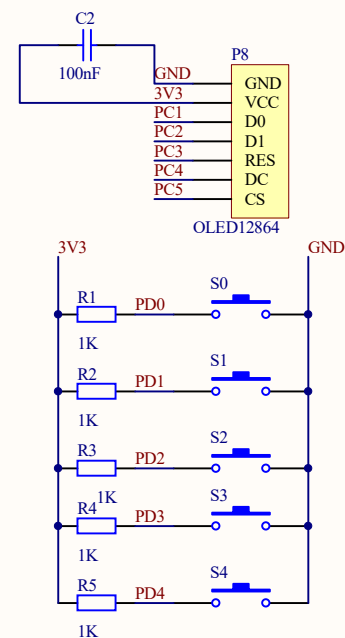 C2
100nF
P8
GND GND
3V3 VCC
PC1 D0
PC2 D1
PC3 RES
PC4 DC
PC5 CS
OLED12864
3V3 GND
R1 PD0 S0
1K
R2 PD1 S1
1K
R3 PD2 S2
1K
R4 PD3 S3
1K
R5 PD4 S4
1K